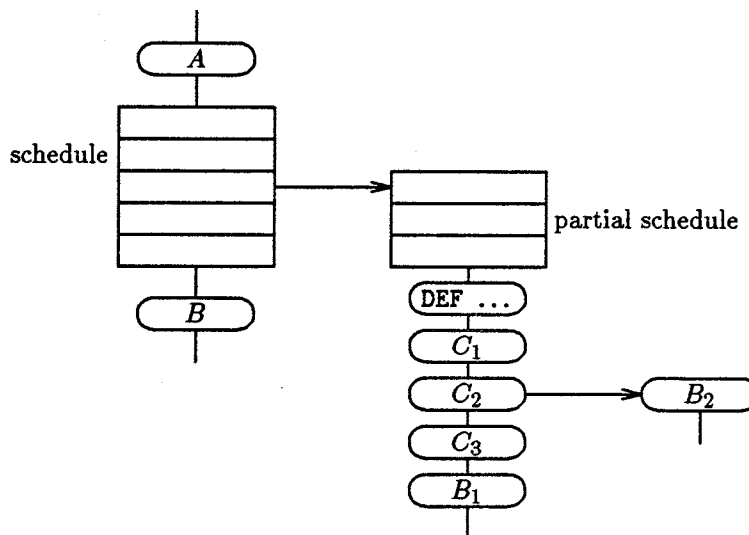 A
schedule
partial schedule
B
DEF ...
C₁
C₂
B₂
C₃
B₁